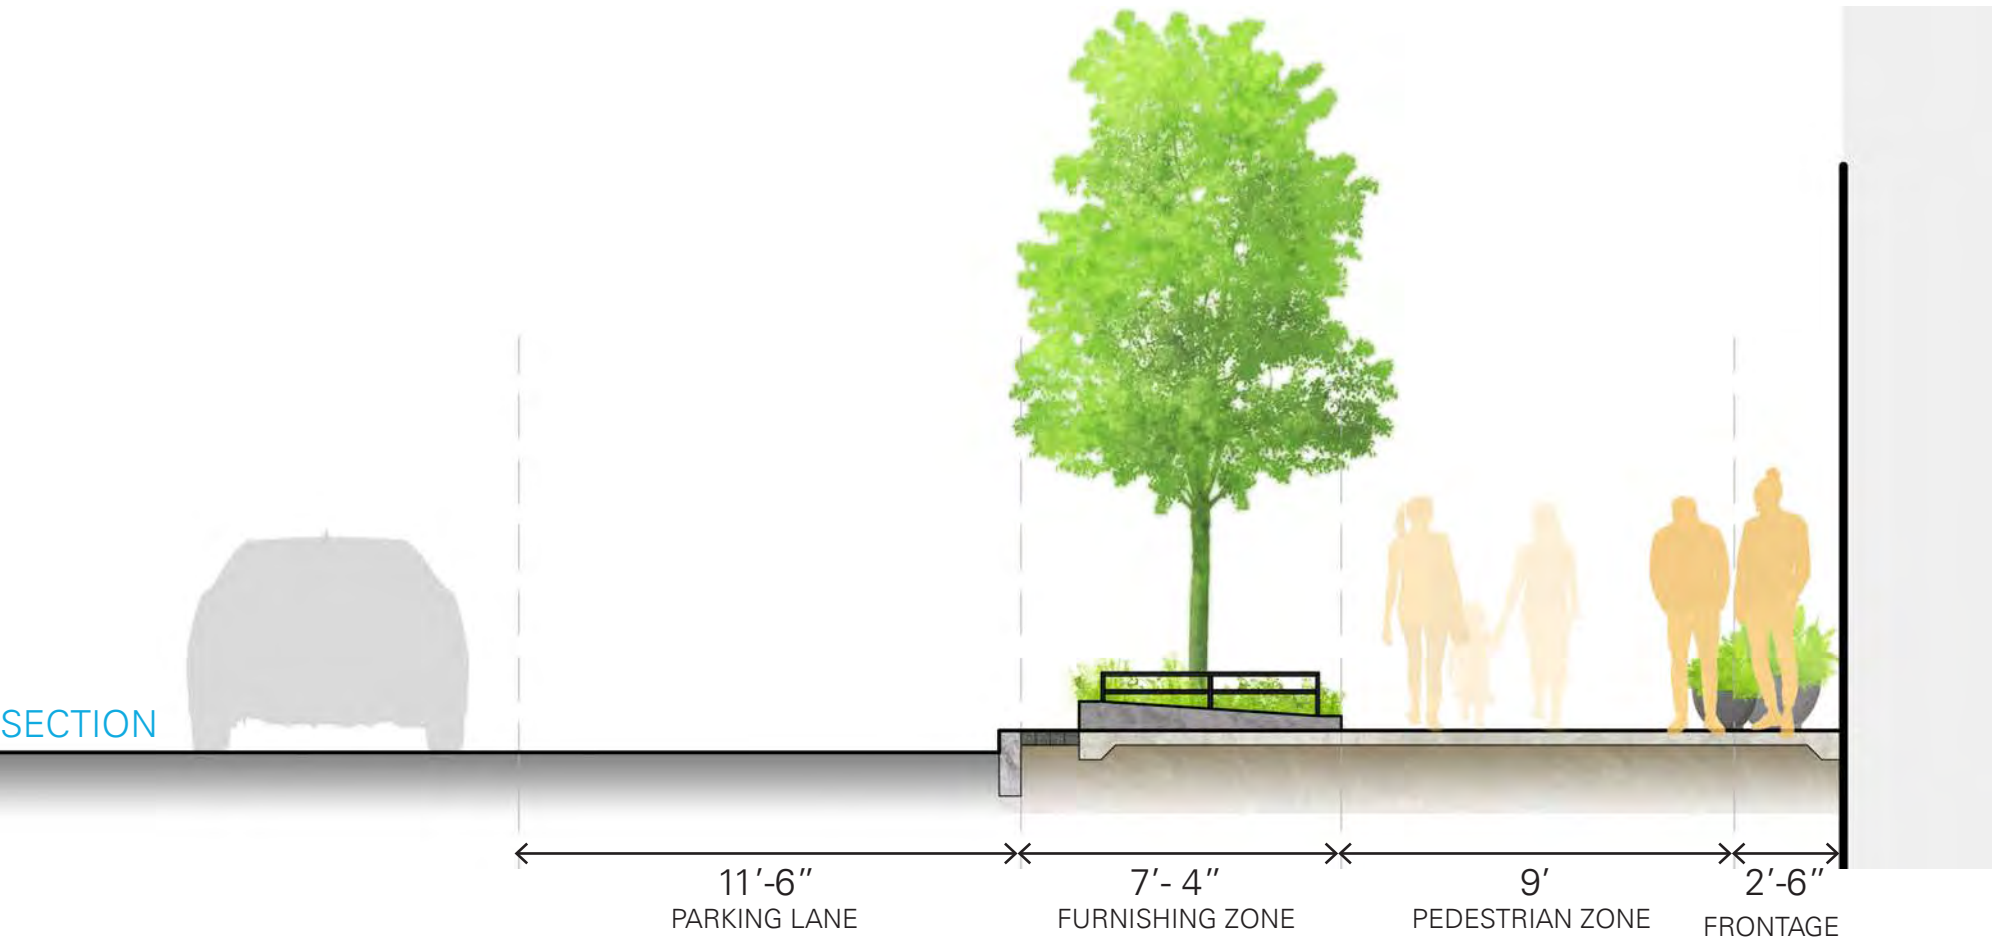 SECTION
11'-6"
PARKING LANE
7'- 4"
FURNISHING ZONE
9'
PEDESTRIAN ZONE
2'-6"
FRONTAGE